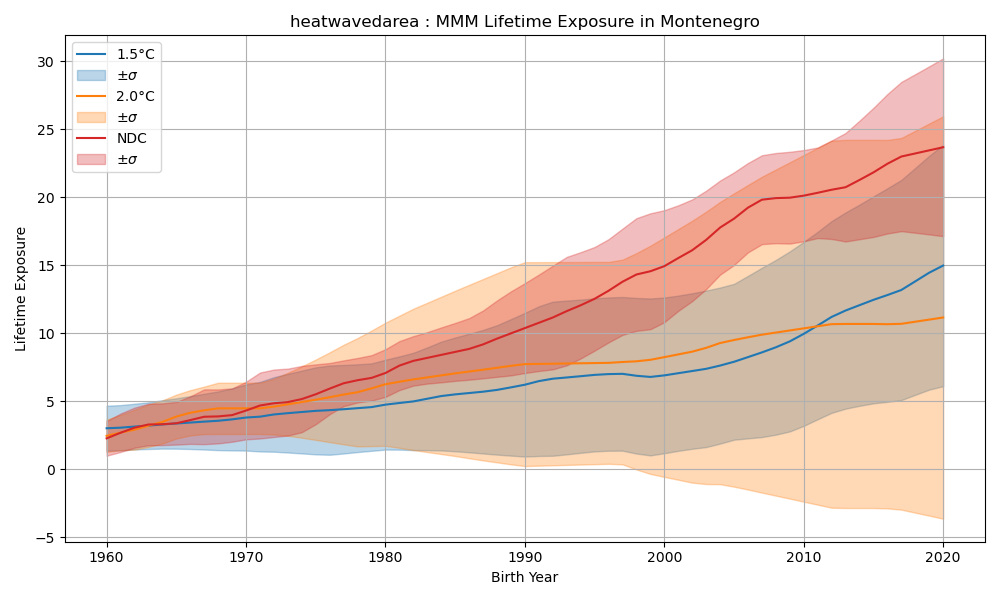 heatwavedarea : MMM Lifetime Exposure in Montenegro
1.5°C
±σ
2.0°C
±σ
NDC
±σ
Lifetime Exposure
30
25
20
15
10
5
0
−5
1960 1970 1980 1990 2000 2010 2020
Birth Year